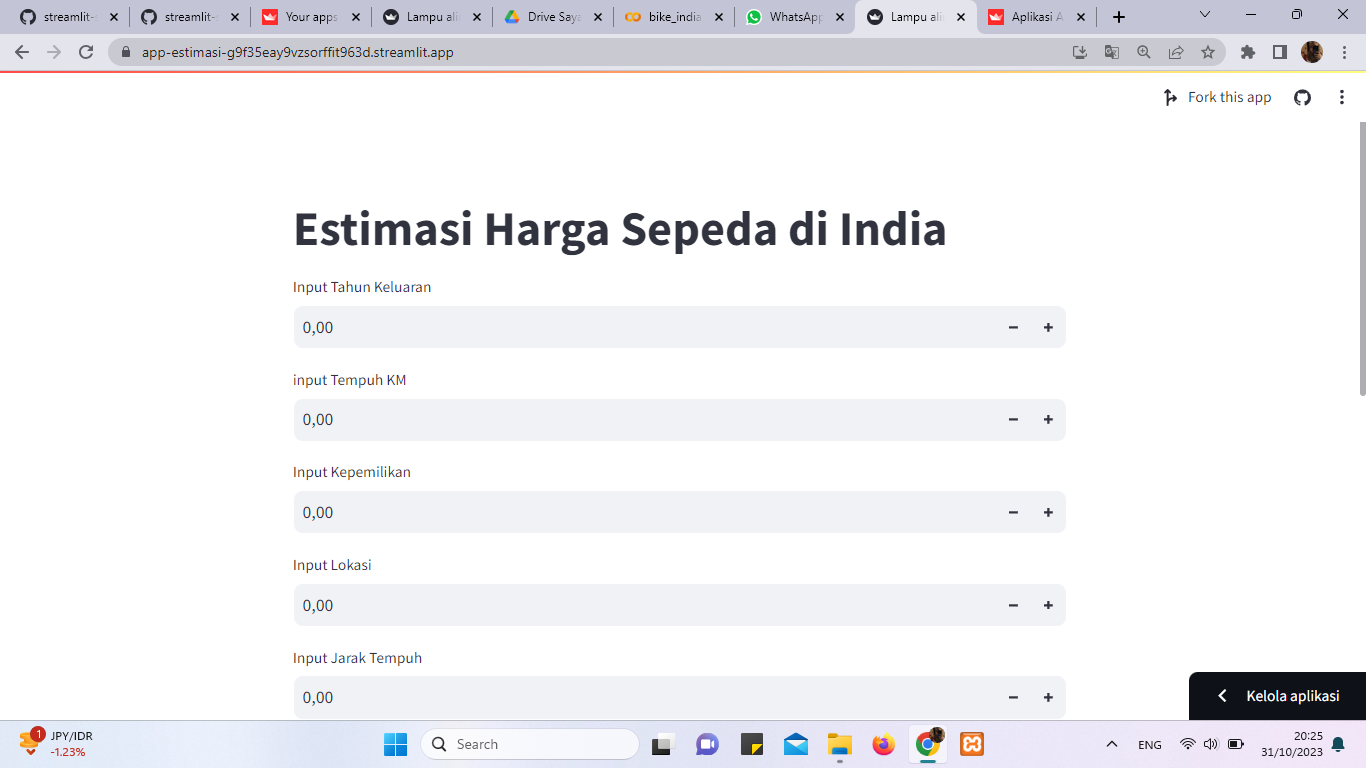 streamlit-
streamlit-
Your apps
Lampu ali
Drive Saya
bike_india
WhatsApp
Lampu ali
Aplikasi A
app-estimasi-g9f35eay9vzsorffit963d.streamlit.app
Fork this app
Estimasi Harga Sepeda di India
Input Tahun Keluaran
0,00
input Tempuh KM
0,00
Input Kepemilikan
0,00
Input Lokasi
0,00
Input Jarak Tempuh
0,00
Kelola aplikasi
1
JPY/IDR
-1.23%
Search
ENG
20:25
31/10/2023